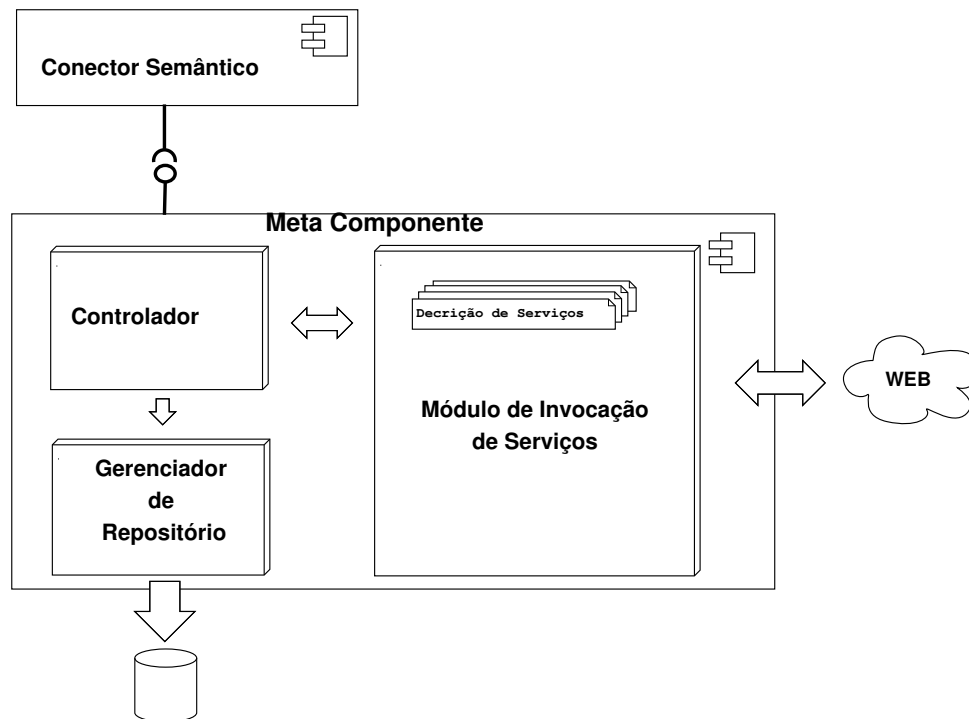 Conector Semântico
Meta Componente
Controlador
Decrição de Serviços
Módulo de Invocação
de Serviços
WEB
Gerenciador
de
Repositório